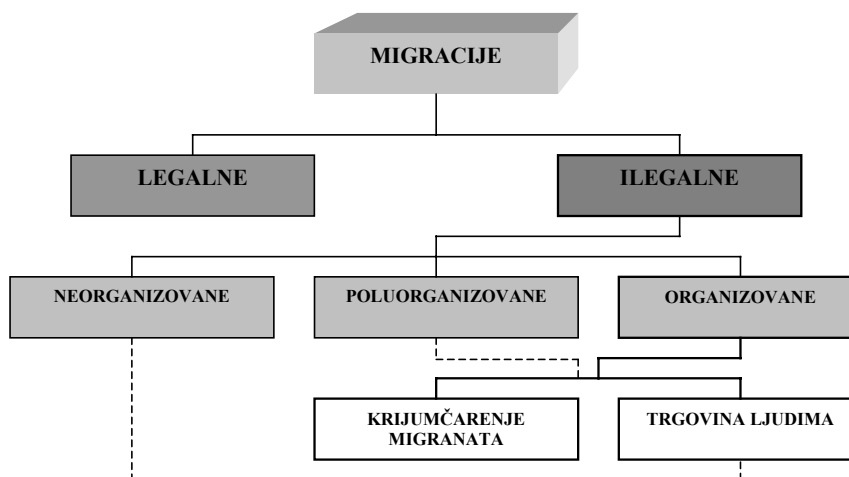 MIGRACIJE
LEGALNE
ILEGALNE
NEORGANIZOVANE
POLUORGANIZOVANE
ORGANIZOVANE
KRIJUMČARENJE
MIGRANATA
TRGOVINA LJUDIMA